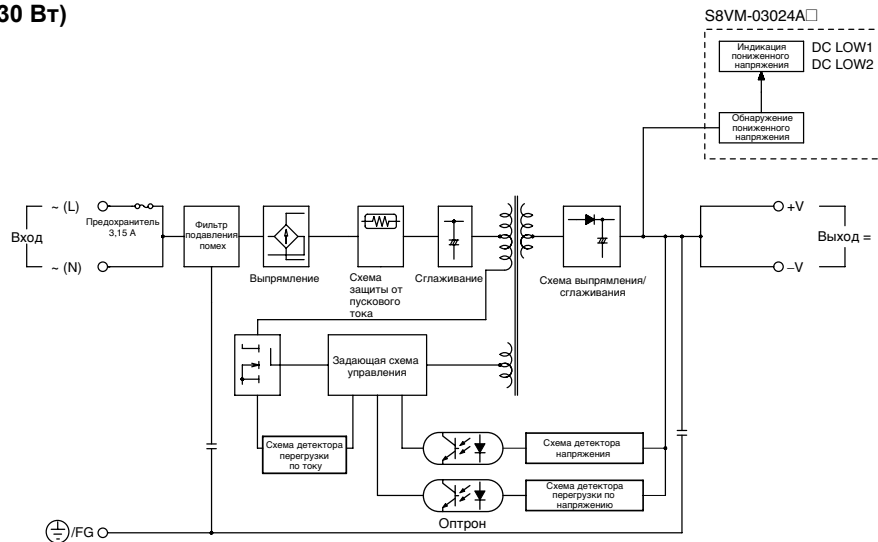 30 Вт)
S8VM-03024A□
Индикация
пониженного
напряжения
DC LOW1
DC LOW2
Обнаружение
пониженного
напряжения
Вход
~ (L)
~ (N)
Предохранитель
3,15 А
Фильтр
подавления
помех
Выпрямление
Схема
защиты от
пускового
тока
Сглаживание
Схема выпрямления/
сглаживания
+V
–V
Выход =
Задающая схема
управления
Схема детектора
перегрузки
по току
Схема детектора
напряжения
Схема детектора
перегрузки по
напряжению
Оптрон
/FG